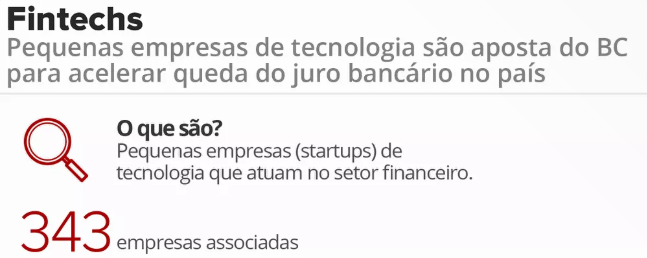 Fintechs
Pequenas empresas de tecnologia são aposta do BC
para acelerar queda do juro bancário no país
O que são?
Pequenas empresas (startups) de
tecnologia que atuam no setor financeiro.
343 empresas associadas